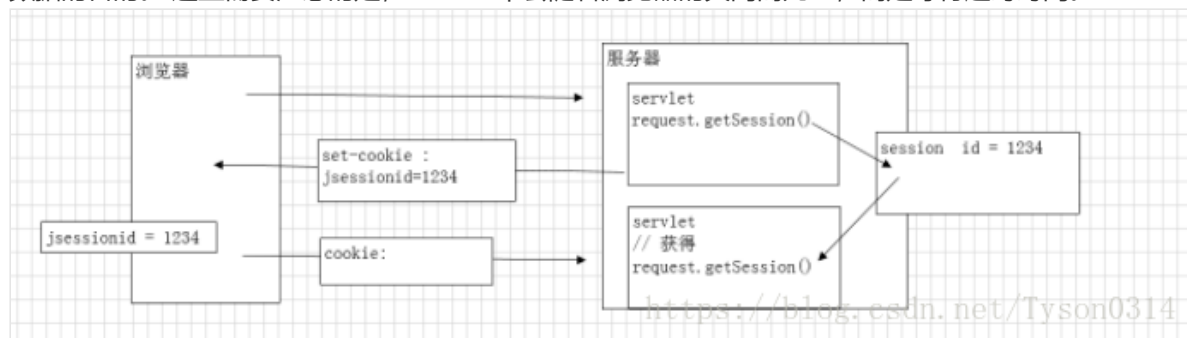 浏览器
服务器
servlet
request.getSession()
session id = 1234
set-cookie :
jsessionid=1234
jsessionid = 1234
cookie:
servlet
// 获得
request.getSession()
https://blog.csdn.net/Tyson0314